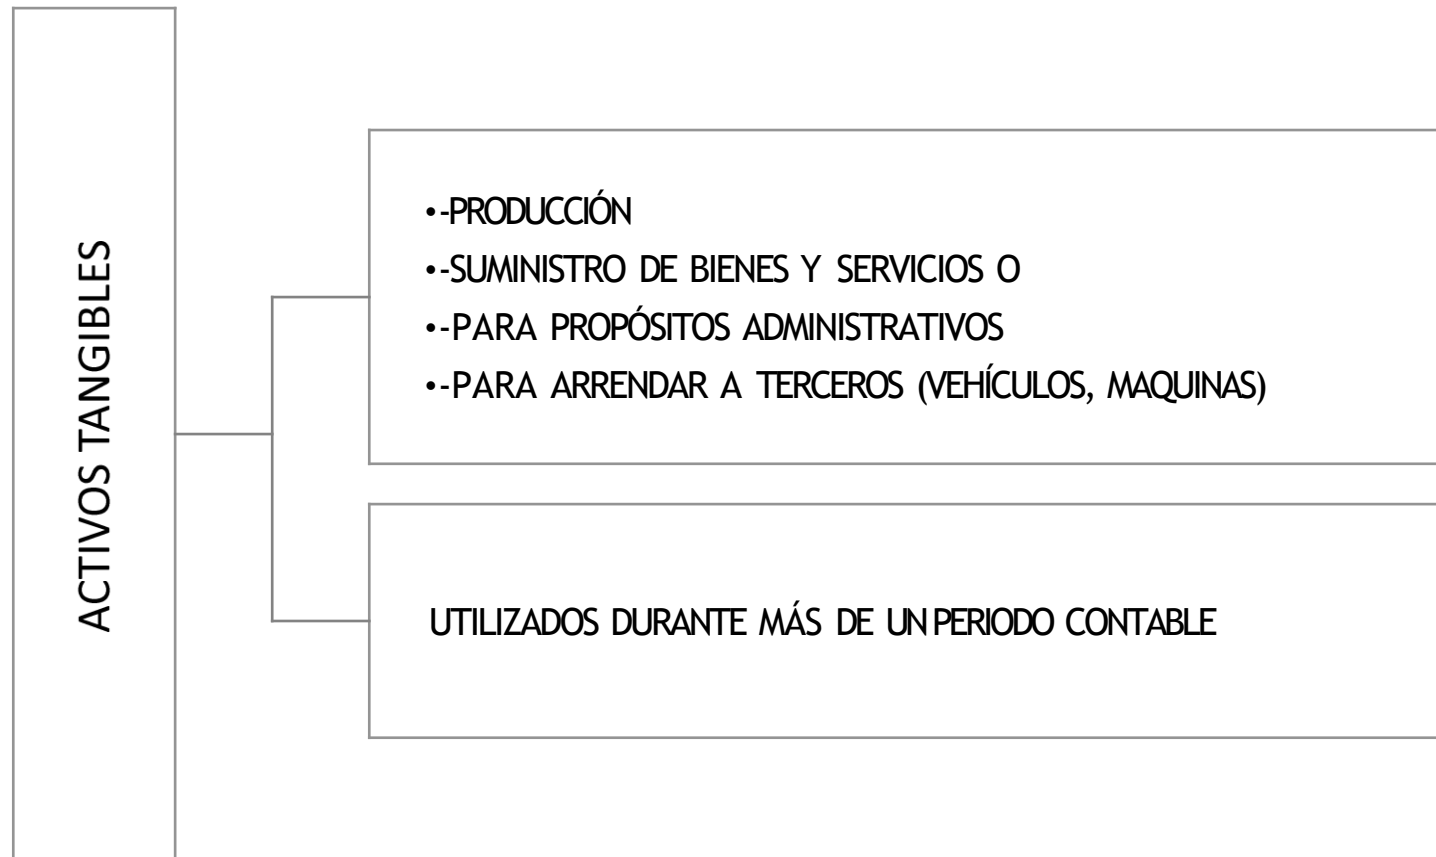 ACTIVOS TANGIBLES
•-PRODUCCIÓN
•-SUMINISTRO DE BIENES Y SERVICIOS O
•-PARA PROPÓSITOS ADMINISTRATIVOS
•-PARA ARRENDAR A TERCEROS (VEHÍCULOS, MAQUINAS)
UTILIZADOS DURANTE MÁS DE UN PERIODO CONTABLE